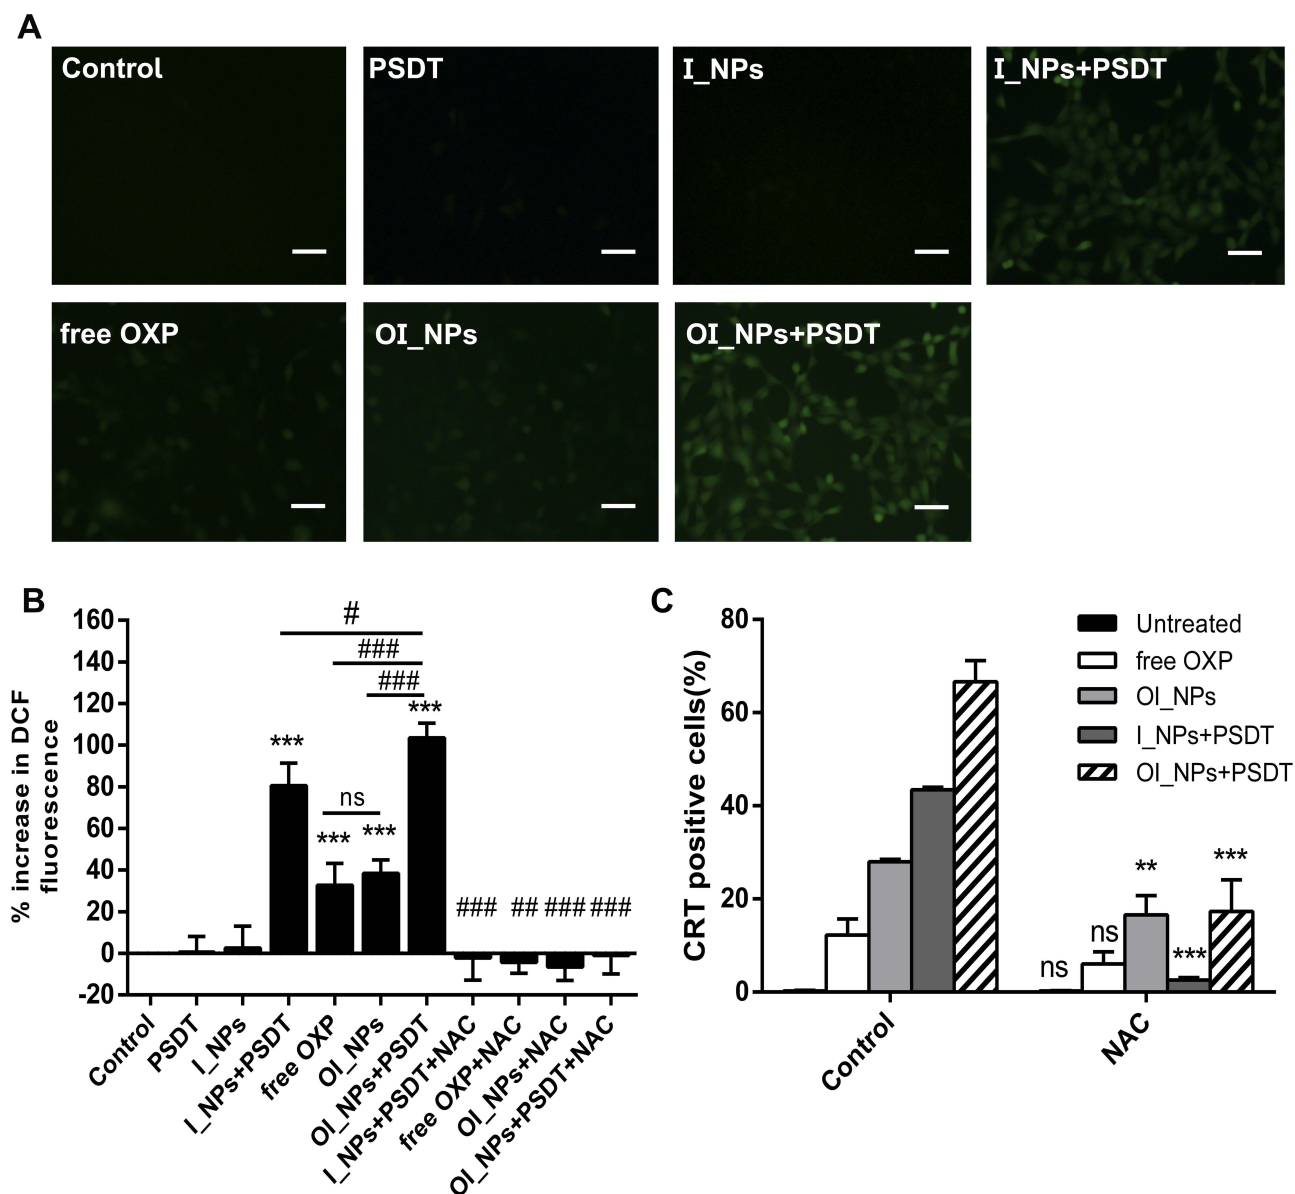 A
Control
PSDT
I_NPs
I_NPs+PSDT
free OXP
OI_NPs
OI_NPs+PSDT
B
% increase in DCF
fluorescence
160
140
120
100
80
60
40
20
0
-20
#
###
###
***
***
ns
***
***
###
##
###
###
Control
PSDT
I_NPs
I_NPs+PSDT
free OXP
OI_NPs
OI_NPs+PSDT
I_NPs+PSDT+NAC
free OXP+NAC
OI_NPs+NAC
OI_NPs+PSDT+NAC
C
CRT positive cells(%)
80
60
40
20
0
Untreated
free OXP
OI_NPs
I_NPs+PSDT
OI_NPs+PSDT
ns
ns
**
***
***
Control
NAC